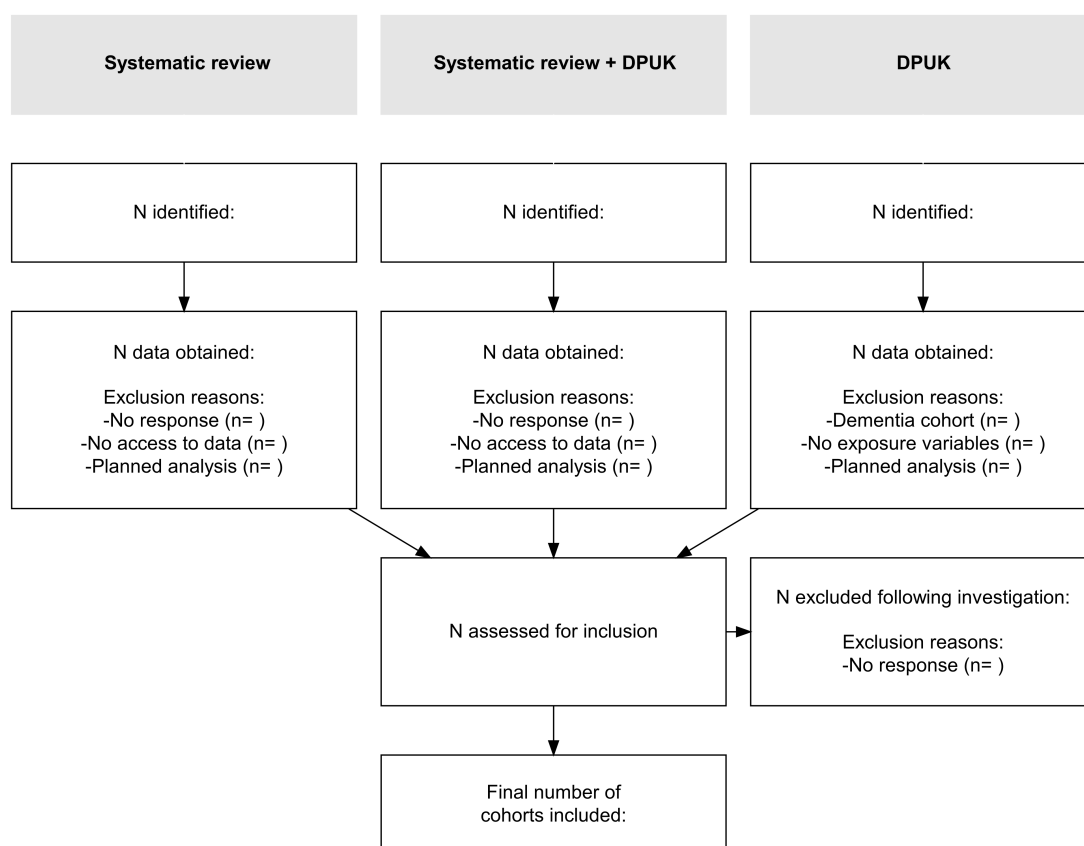 Systematic review
Systematic review + DPUK
DPUK
N identified:
N identified:
N identified:
N data obtained:
Exclusion reasons:
-No response (n= )
-No access to data (n= )
-Planned analysis (n= )
N data obtained:
Exclusion reasons:
-No response (n= )
-No access to data (n= )
-Planned analysis (n= )
N data obtained:
Exclusion reasons:
-Dementia cohort (n= )
-No exposure variables (n= )
-Planned analysis (n= )
N assessed for inclusion
N excluded following investigation:
Exclusion reasons:
-No response (n= )
Final number of
cohorts included: